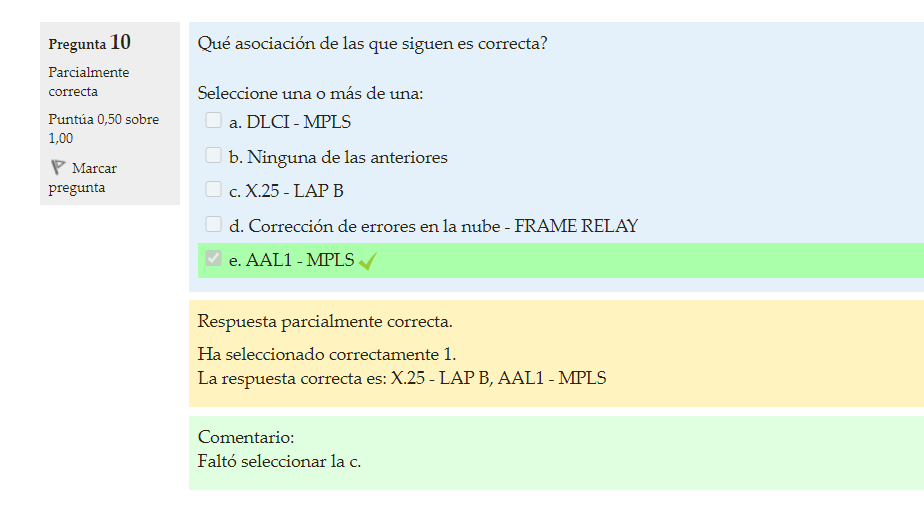 Pregunta 10
Parcialmente
correcta
Puntúa 0,50 sobre
1,00
Marcar
pregunta
Qué asociación de las que siguen es correcta?
Seleccione una o más de una:
a. DLCI - MPLS
b. Ninguna de las anteriores
c. X.25 - LAP B
d. Corrección de errores en la nube - FRAME RELAY
e. AAL1 - MPLS
Respuesta parcialmente correcta.
Ha seleccionado correctamente 1.
La respuesta correcta es: X.25 - LAP B, AAL1 - MPLS
Comentario:
Faltó seleccionar la c.